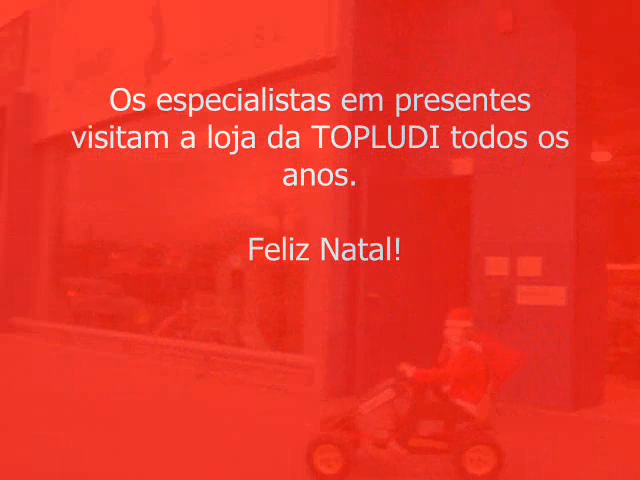 Os especialistas em presentes
visitam a loja da TOPLUDI todos os
anos.
Feliz Natal!